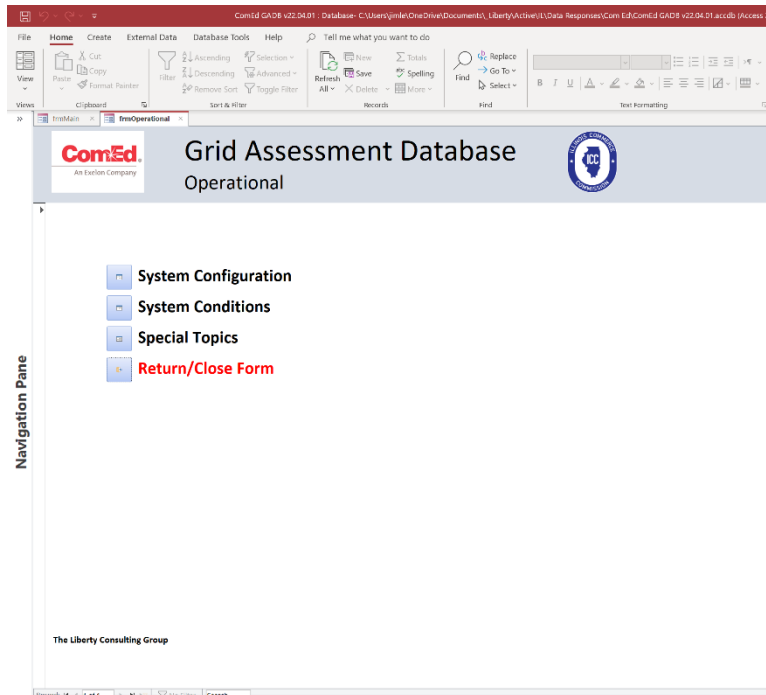 ComEd GADB v22.04.01 : Database- C:\Users\jimle\OneDrive\Documents\_Liberty\Active\IL\Data Responses\Com Ed\ComEd GADB v22.04.01.accdb (Access
File Home Create External Data Database Tools Help Tell me what you want to do
View
Paste
Cut
Copy
Format Painter
Filter
Ascending
Descending
Remove Sort
Selection
Advanced
Toggle Filter
Refresh All
New
Save
Delete
Totals
Spelling
More
Find
Replace
Go To
Select
B I U A
Views Clipboard Sort & Filter Records Find Text Formatting
» frmMain × frmOperational ×
ComEd.
An Exelon Company
Grid Assessment Database
Operational
ILLINOIS COMMERCE
ICC
COMMISSION
System Configuration
System Conditions
Special Topics
Return/Close Form
Navigation Pane
The Liberty Consulting Group
Search